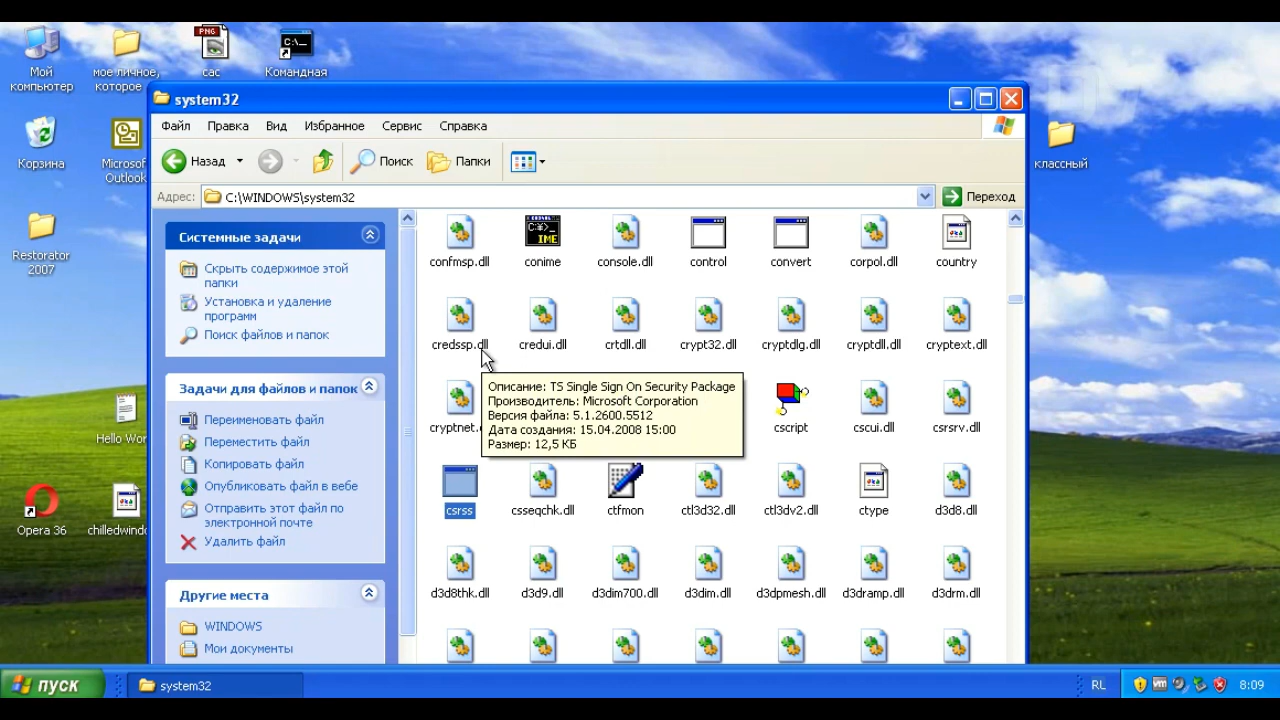 Мой
компьютер
мое личное,
которое
PNG
сас
C:\_
Командная
Корзина
Microsof
Outlook
Restorator
2007
Hello Wor
Opera 36
chilledwindo
классный
system32
Файл Правка Вид Избранное Сервис Справка
Назад Поиск Папки
Адрес: C:\WINDOWS\system32 Переход
Системные задачи
Скрыть содержимое этой
папки
Установка и удаление
программ
Поиск файлов и папок
Задачи для файлов и папок
Переименовать файл
Переместить файл
Копировать файл
Опубликовать файл в вебе
Отправить этот файл по
электронной почте
Удалить файл
Другие места
WINDOWS
Мои документы
IME
confmsp.dll conime console.dll control convert corpol.dll country
credssp.dll credui.dll crtdll.dll crypt32.dll cryptdlg.dll cryptdll.dll cryptext.dll
Описание: TS Single Sign On Security Package
Производитель: Microsoft Corporation
Версия файла: 5.1.2600.5512
Дата создания: 15.04.2008 15:00
Размер: 12,5 КБ
cryptnet. cscript cscui.dll csrsrv.dll
csrss csseqchk.dll ctfmon ctl3d32.dll ctl3dv2.dll ctype d3d8.dll
d3d8thk.dll d3d9.dll d3dim700.dll d3dim.dll d3dpmesh.dll d3dramp.dll d3drm.dll
пуск system32 RL vm 8:09